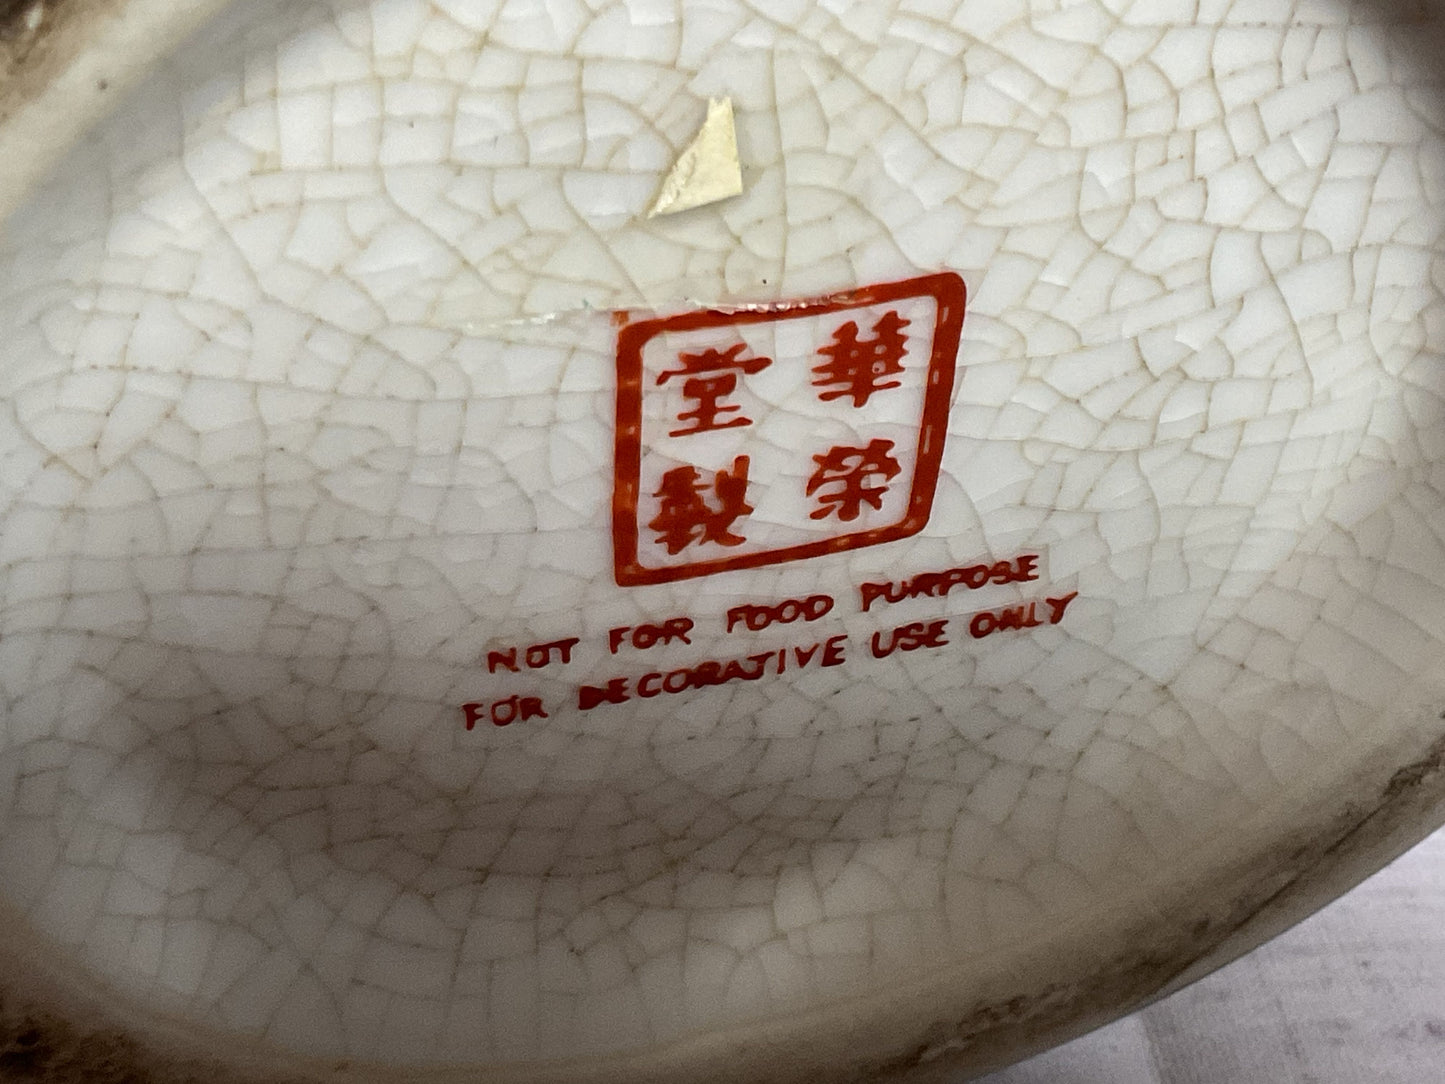 華榮
堂製
NOT FOR FOOD PURPOSE
FOR DECORATIVE USE ONLY